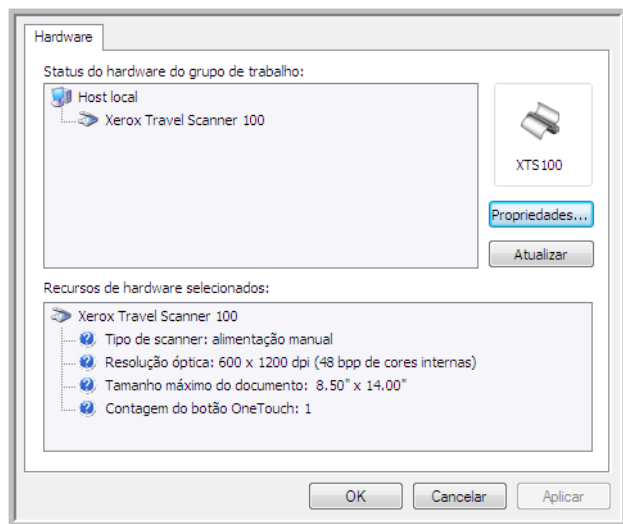 Hardware
Status do hardware do grupo de trabalho:
Host local
Xerox Travel Scanner 100
XTS100
Propriedades...
Atualizar
Recursos de hardware selecionados:
Xerox Travel Scanner 100
Tipo de scanner: alimentação manual
Resolução óptica: 600 x 1200 dpi (48 bpp de cores internas)
Tamanho máximo do documento: 8.50" x 14.00"
Contagem do botão OneTouch: 1
OK Cancelar Aplicar